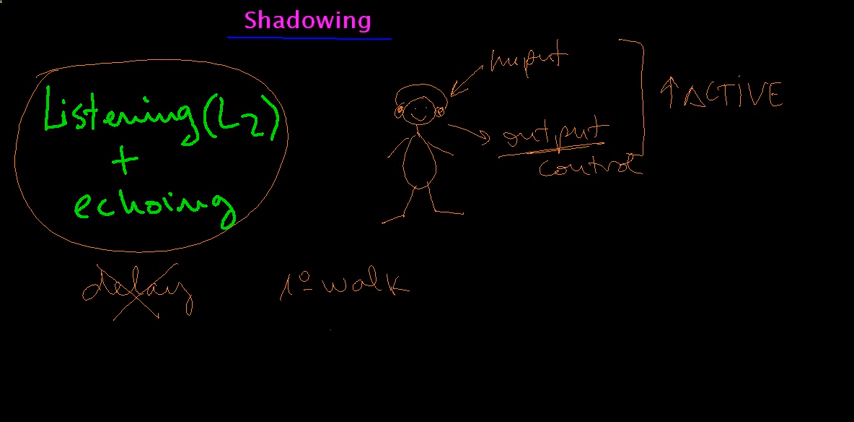 Shadowing
Listening (L2)
+
echoing
input
output
control
↑ ACTIVE
delay
1º walk